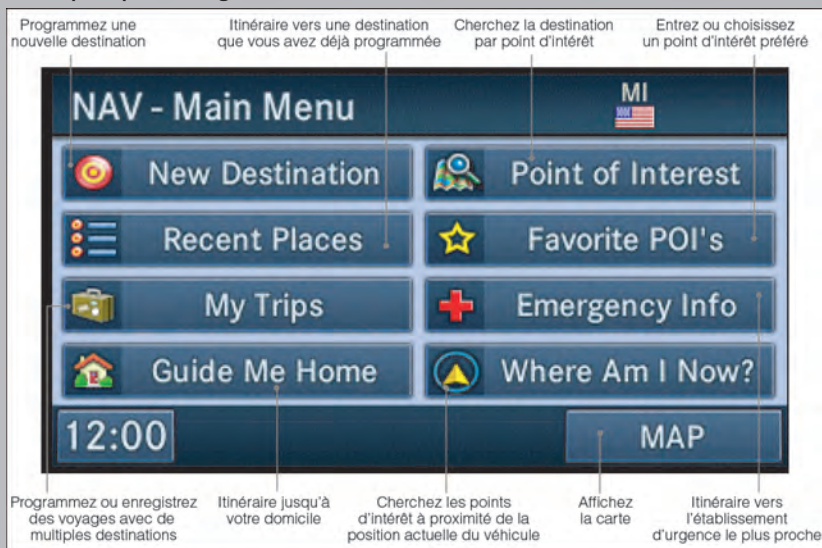 Programmez une
nouvelle destination
Itinéraire vers une destination
que vous avez déjà programmée
Cherchez la destination
par point d'intérêt
Entrez ou choisissez
un point d'intérêt préféré
NAV - Main Menu
MI
New Destination
Point of Interest
Recent Places
Favorite POI's
My Trips
Emergency Info
Guide Me Home
Where Am I Now?
12:00
MAP
Programmez ou enregistrez
des voyages avec de
multiples destinations
Itinéraire jusqu'à
votre domicile
Cherchez les points
d'intérêt à proximité de la
position actuelle du véhicule
Affichez
la carte
Itinéraire vers
l'établissement
d'urgence le plus proche